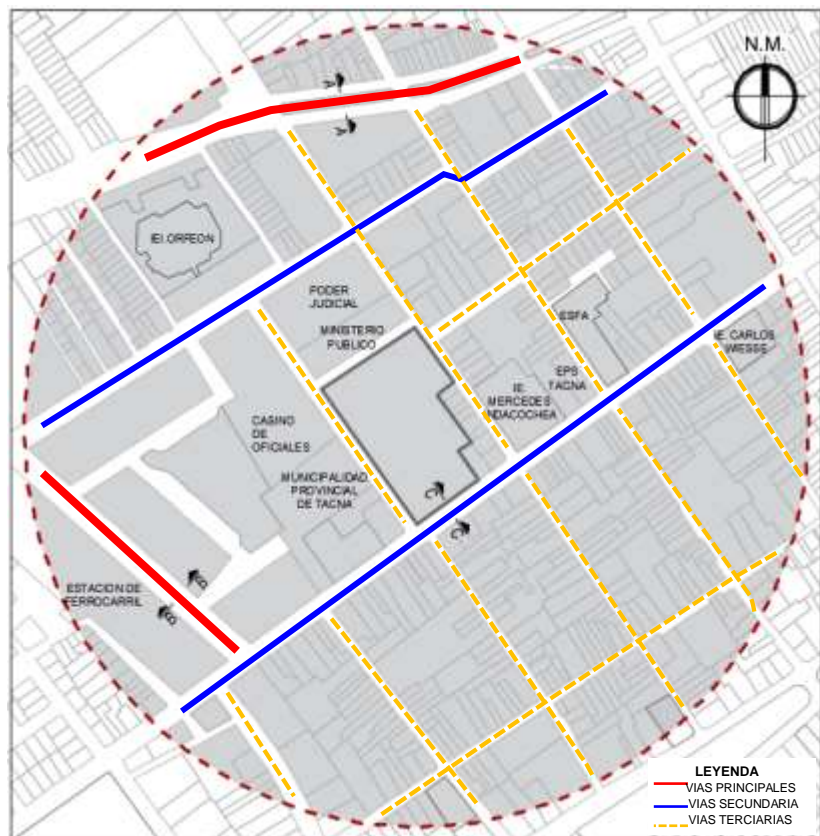 N.M.
A
A
IEI.ORFEON
PODER
JUDICIAL
MINISTERIO
PUBLICO
ESFA
IE. CARLOS
WIESSE
EPS
TACNA
IE.
MERCEDES
INDACOCHEA
CASINO
DE
OFICIALES
MUNICIPALIDAD
PROVINCIAL
DE TACNA
C
C
B
B
ESTACION DE
FERROCARRIL
LEYENDA
VIAS PRINCIPALES
VIAS SECUNDARIA
VIAS TERCIARIAS